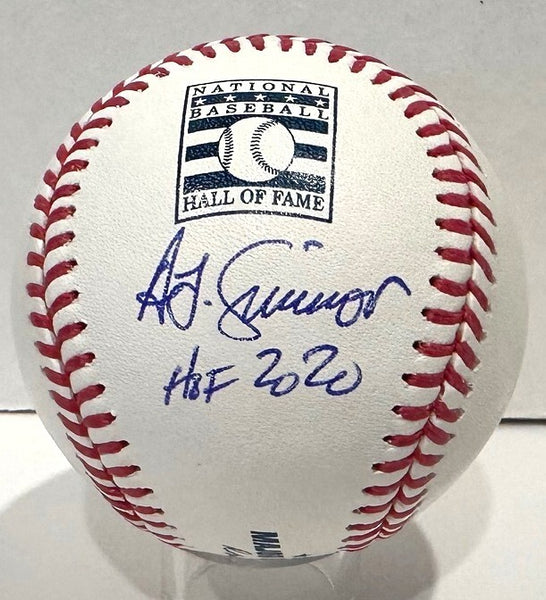 NATIONAL
BASEBALL
HALL OF FAME
HOF 2020